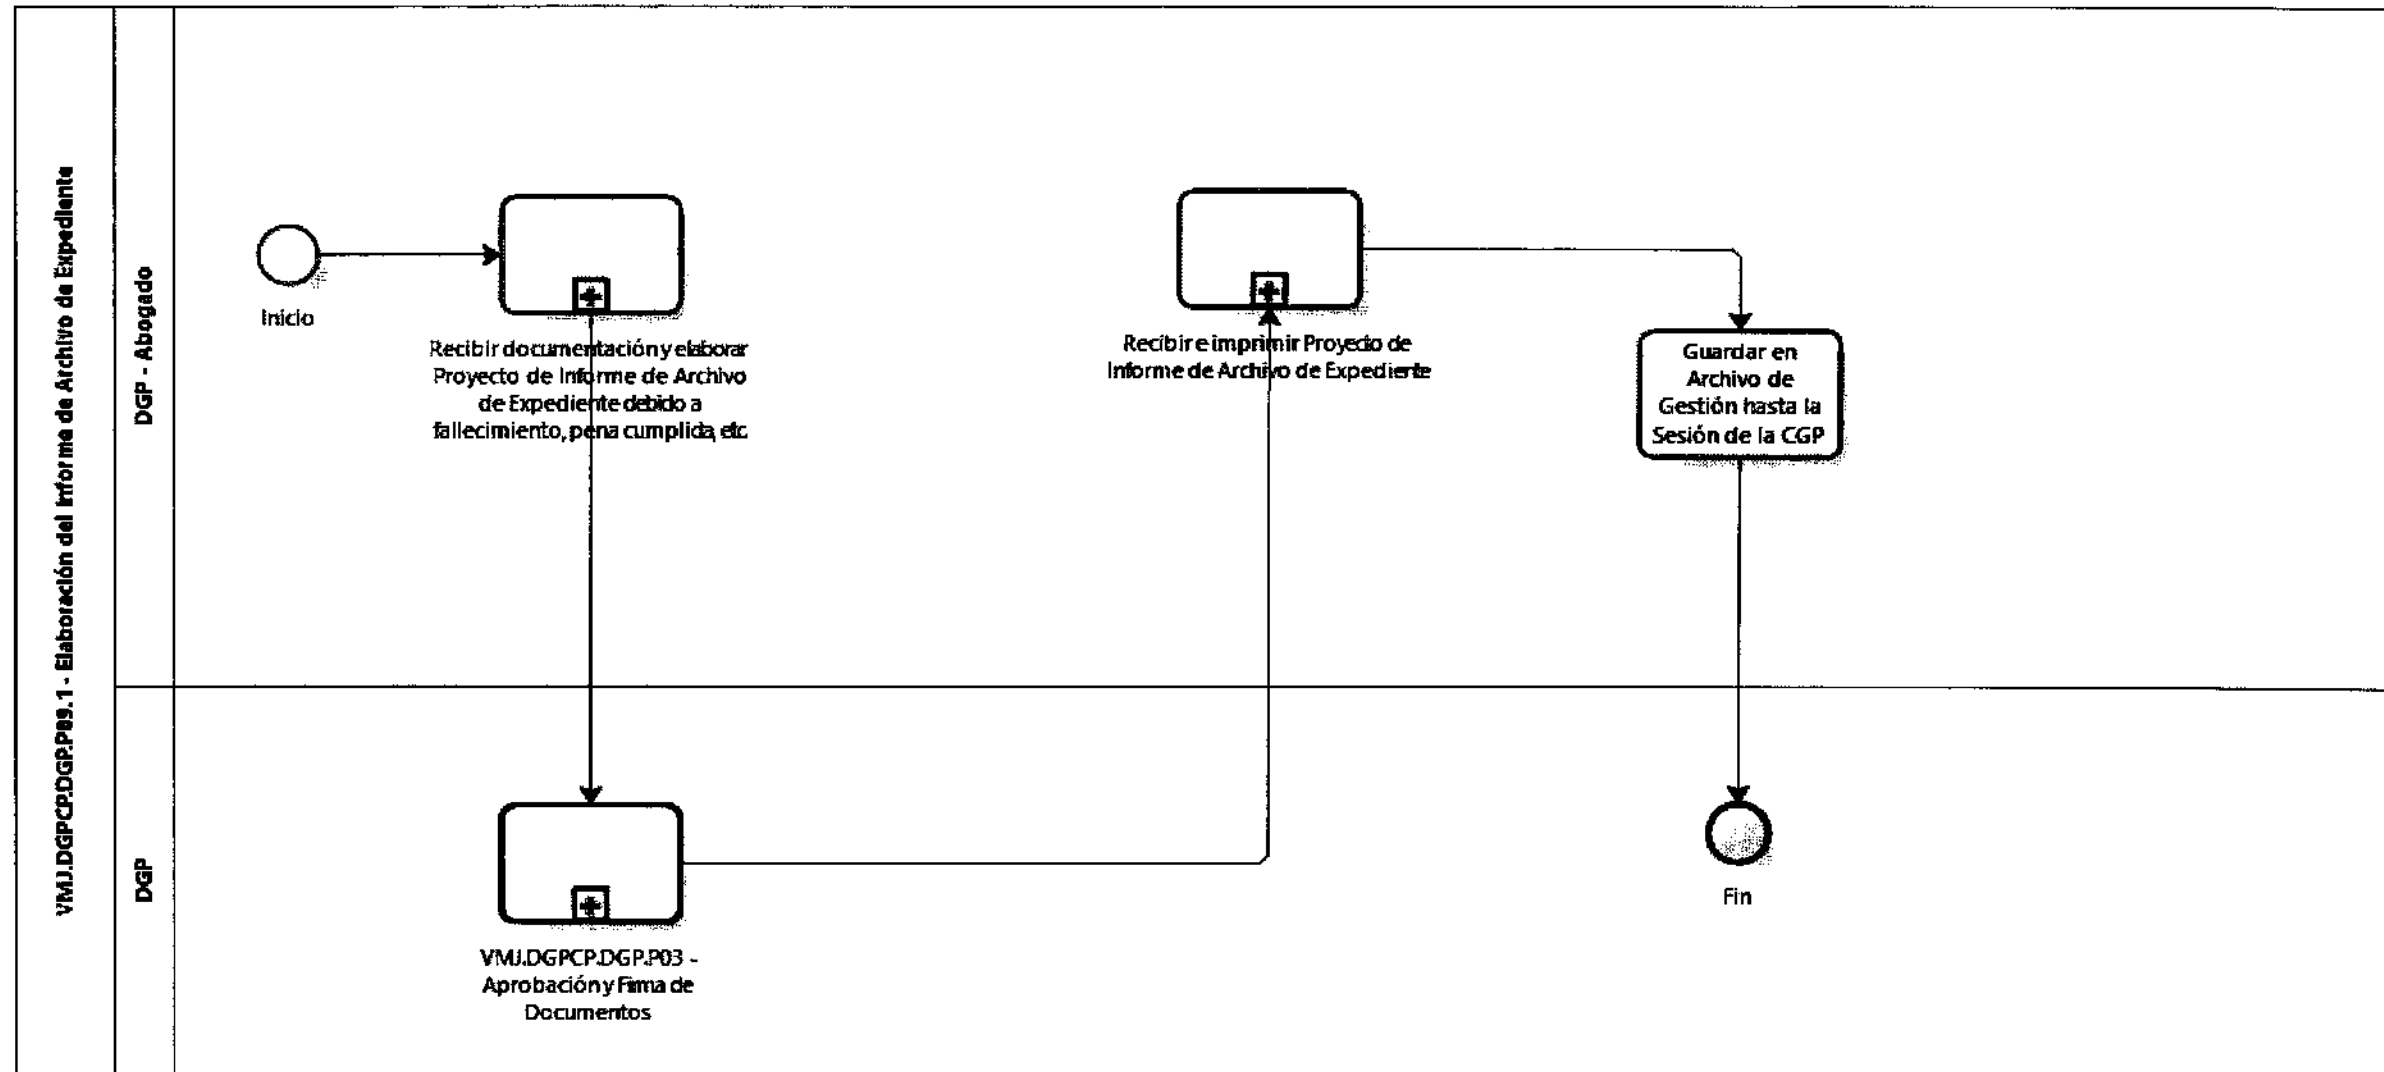 VMJ.DGPCP.DGP.P09.1 - Elaboración del Informe de Archivo de Expediente
DGP - Abogado
Inicio
Recibir documentación y elaborar
Proyecto de Informe de Archivo
de Expediente debido a
fallecimiento, pena cumplida, etc.
Recibir e imprimir Proyecto de
Informe de Archivo de Expediente
Guardar en
Archivo de
Gestión hasta la
Sesión de la CGP
DGP
VMJ.DGPCP.DGP.P03 -
Aprobación y Firma de
Documentos
Fin